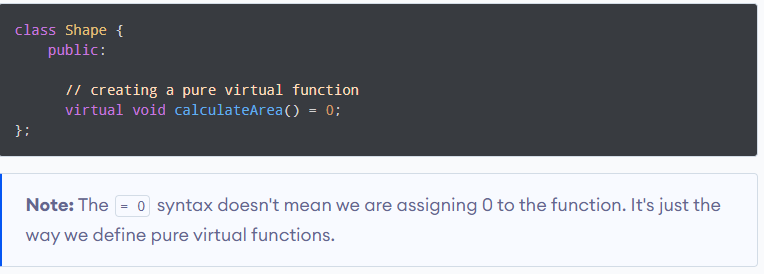 class Shape {
    public:

      // creating a pure virtual function
      virtual void calculateArea() = 0;
};
Note: The = 0 syntax doesn't mean we are assigning 0 to the function. It's just the
way we define pure virtual functions.